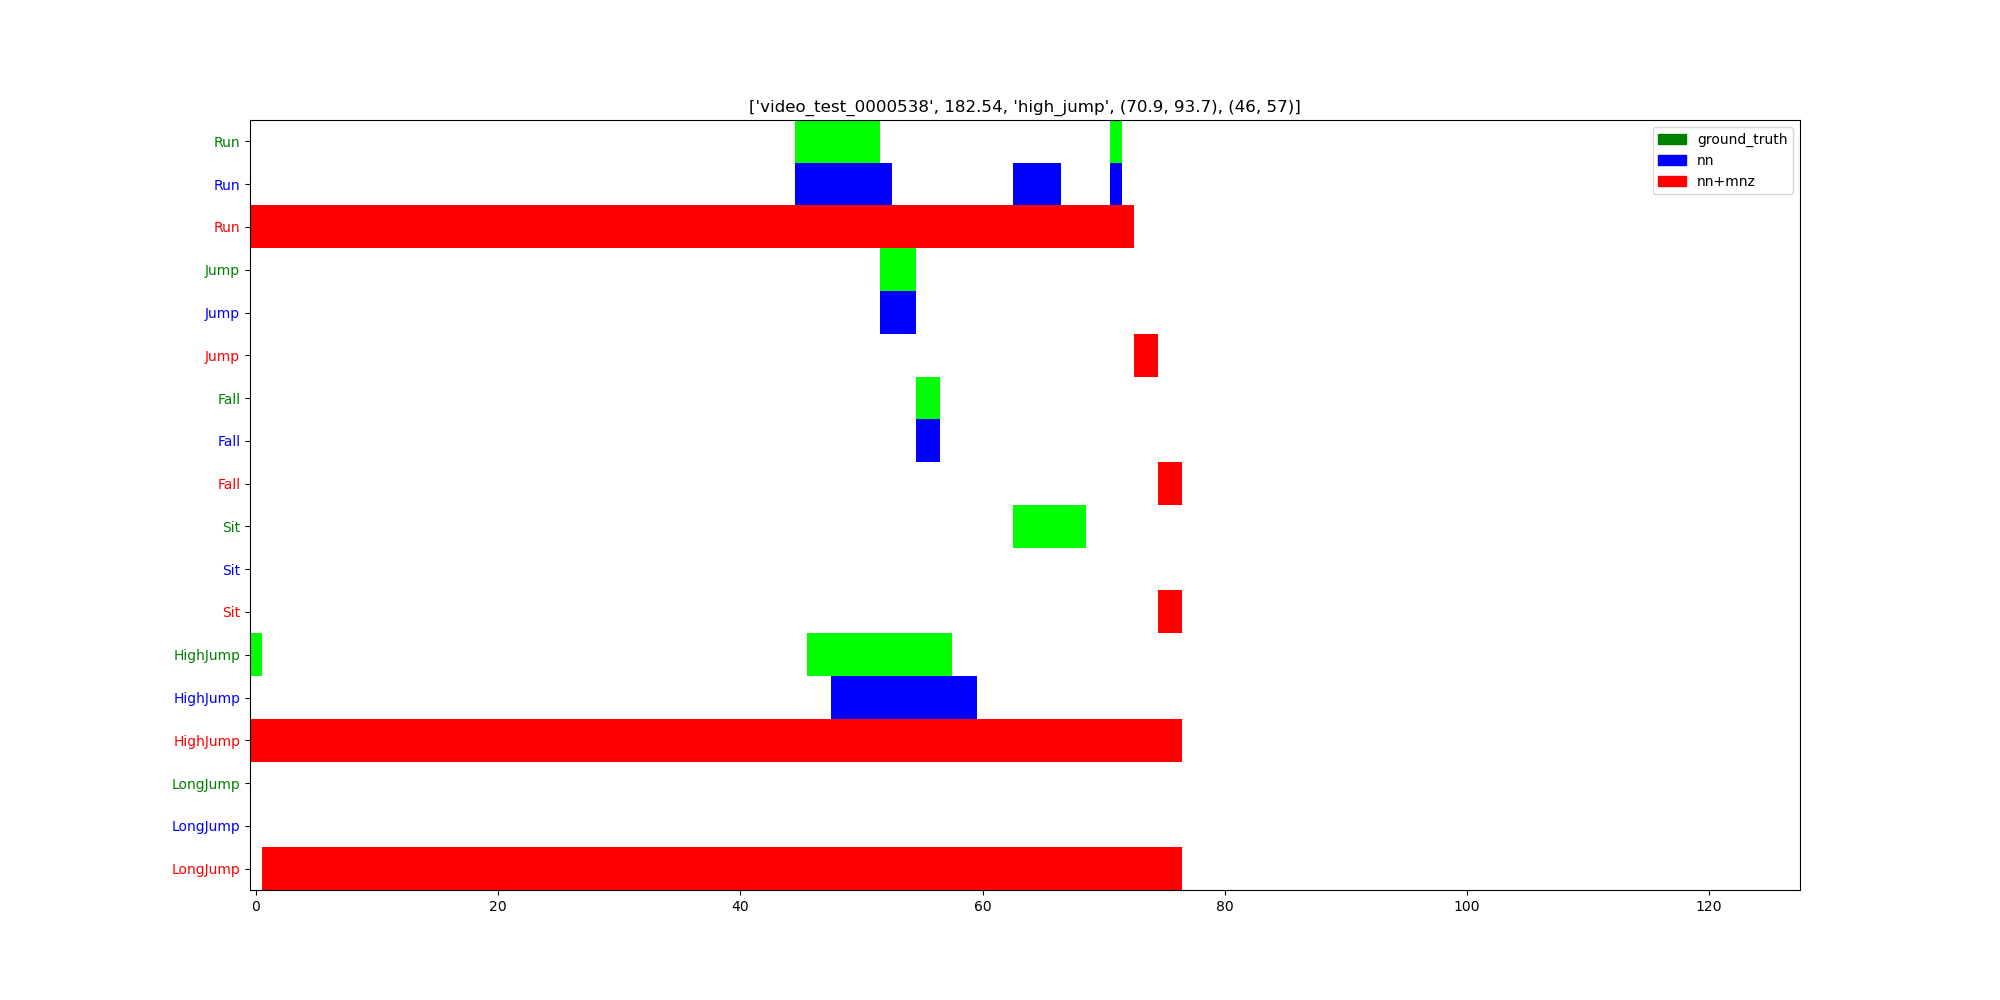 ['video_test_0000538', 182.54, 'high_jump', (70.9, 93.7), (46, 57)]
Run
Run
Run
Jump
Jump
Jump
Fall
Fall
Fall
Sit
Sit
Sit
HighJump
HighJump
HighJump
LongJump
LongJump
LongJump
ground_truth
nn
nn+mnz
0 20 40 60 80 100 120